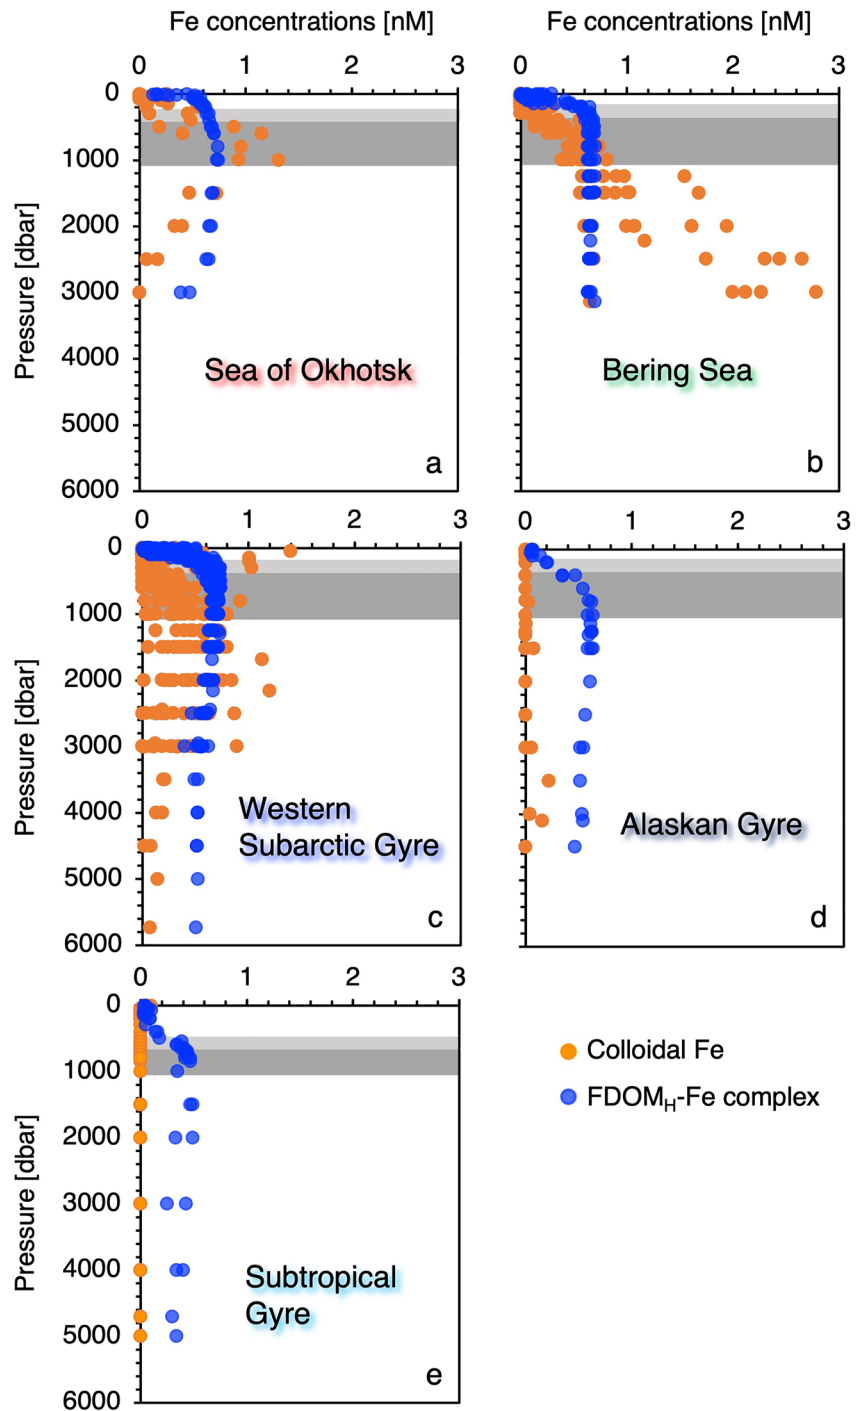 Fe concentrations [nM]
Fe concentrations [nM]
0 1 2 3
0 1 2 3
0
1000
2000
3000
4000
5000
6000
Pressure [dbar]
Sea of Okhotsk
a
Bering Sea
b
0 1 2 3
0 1 2 3
0
1000
2000
3000
4000
5000
6000
Pressure [dbar]
Western
Subarctic Gyre
c
Alaskan Gyre
d
0 1 2 3
0
1000
2000
3000
4000
5000
6000
Pressure [dbar]
Subtropical
Gyre
e
Colloidal Fe
FDOMH-Fe complex